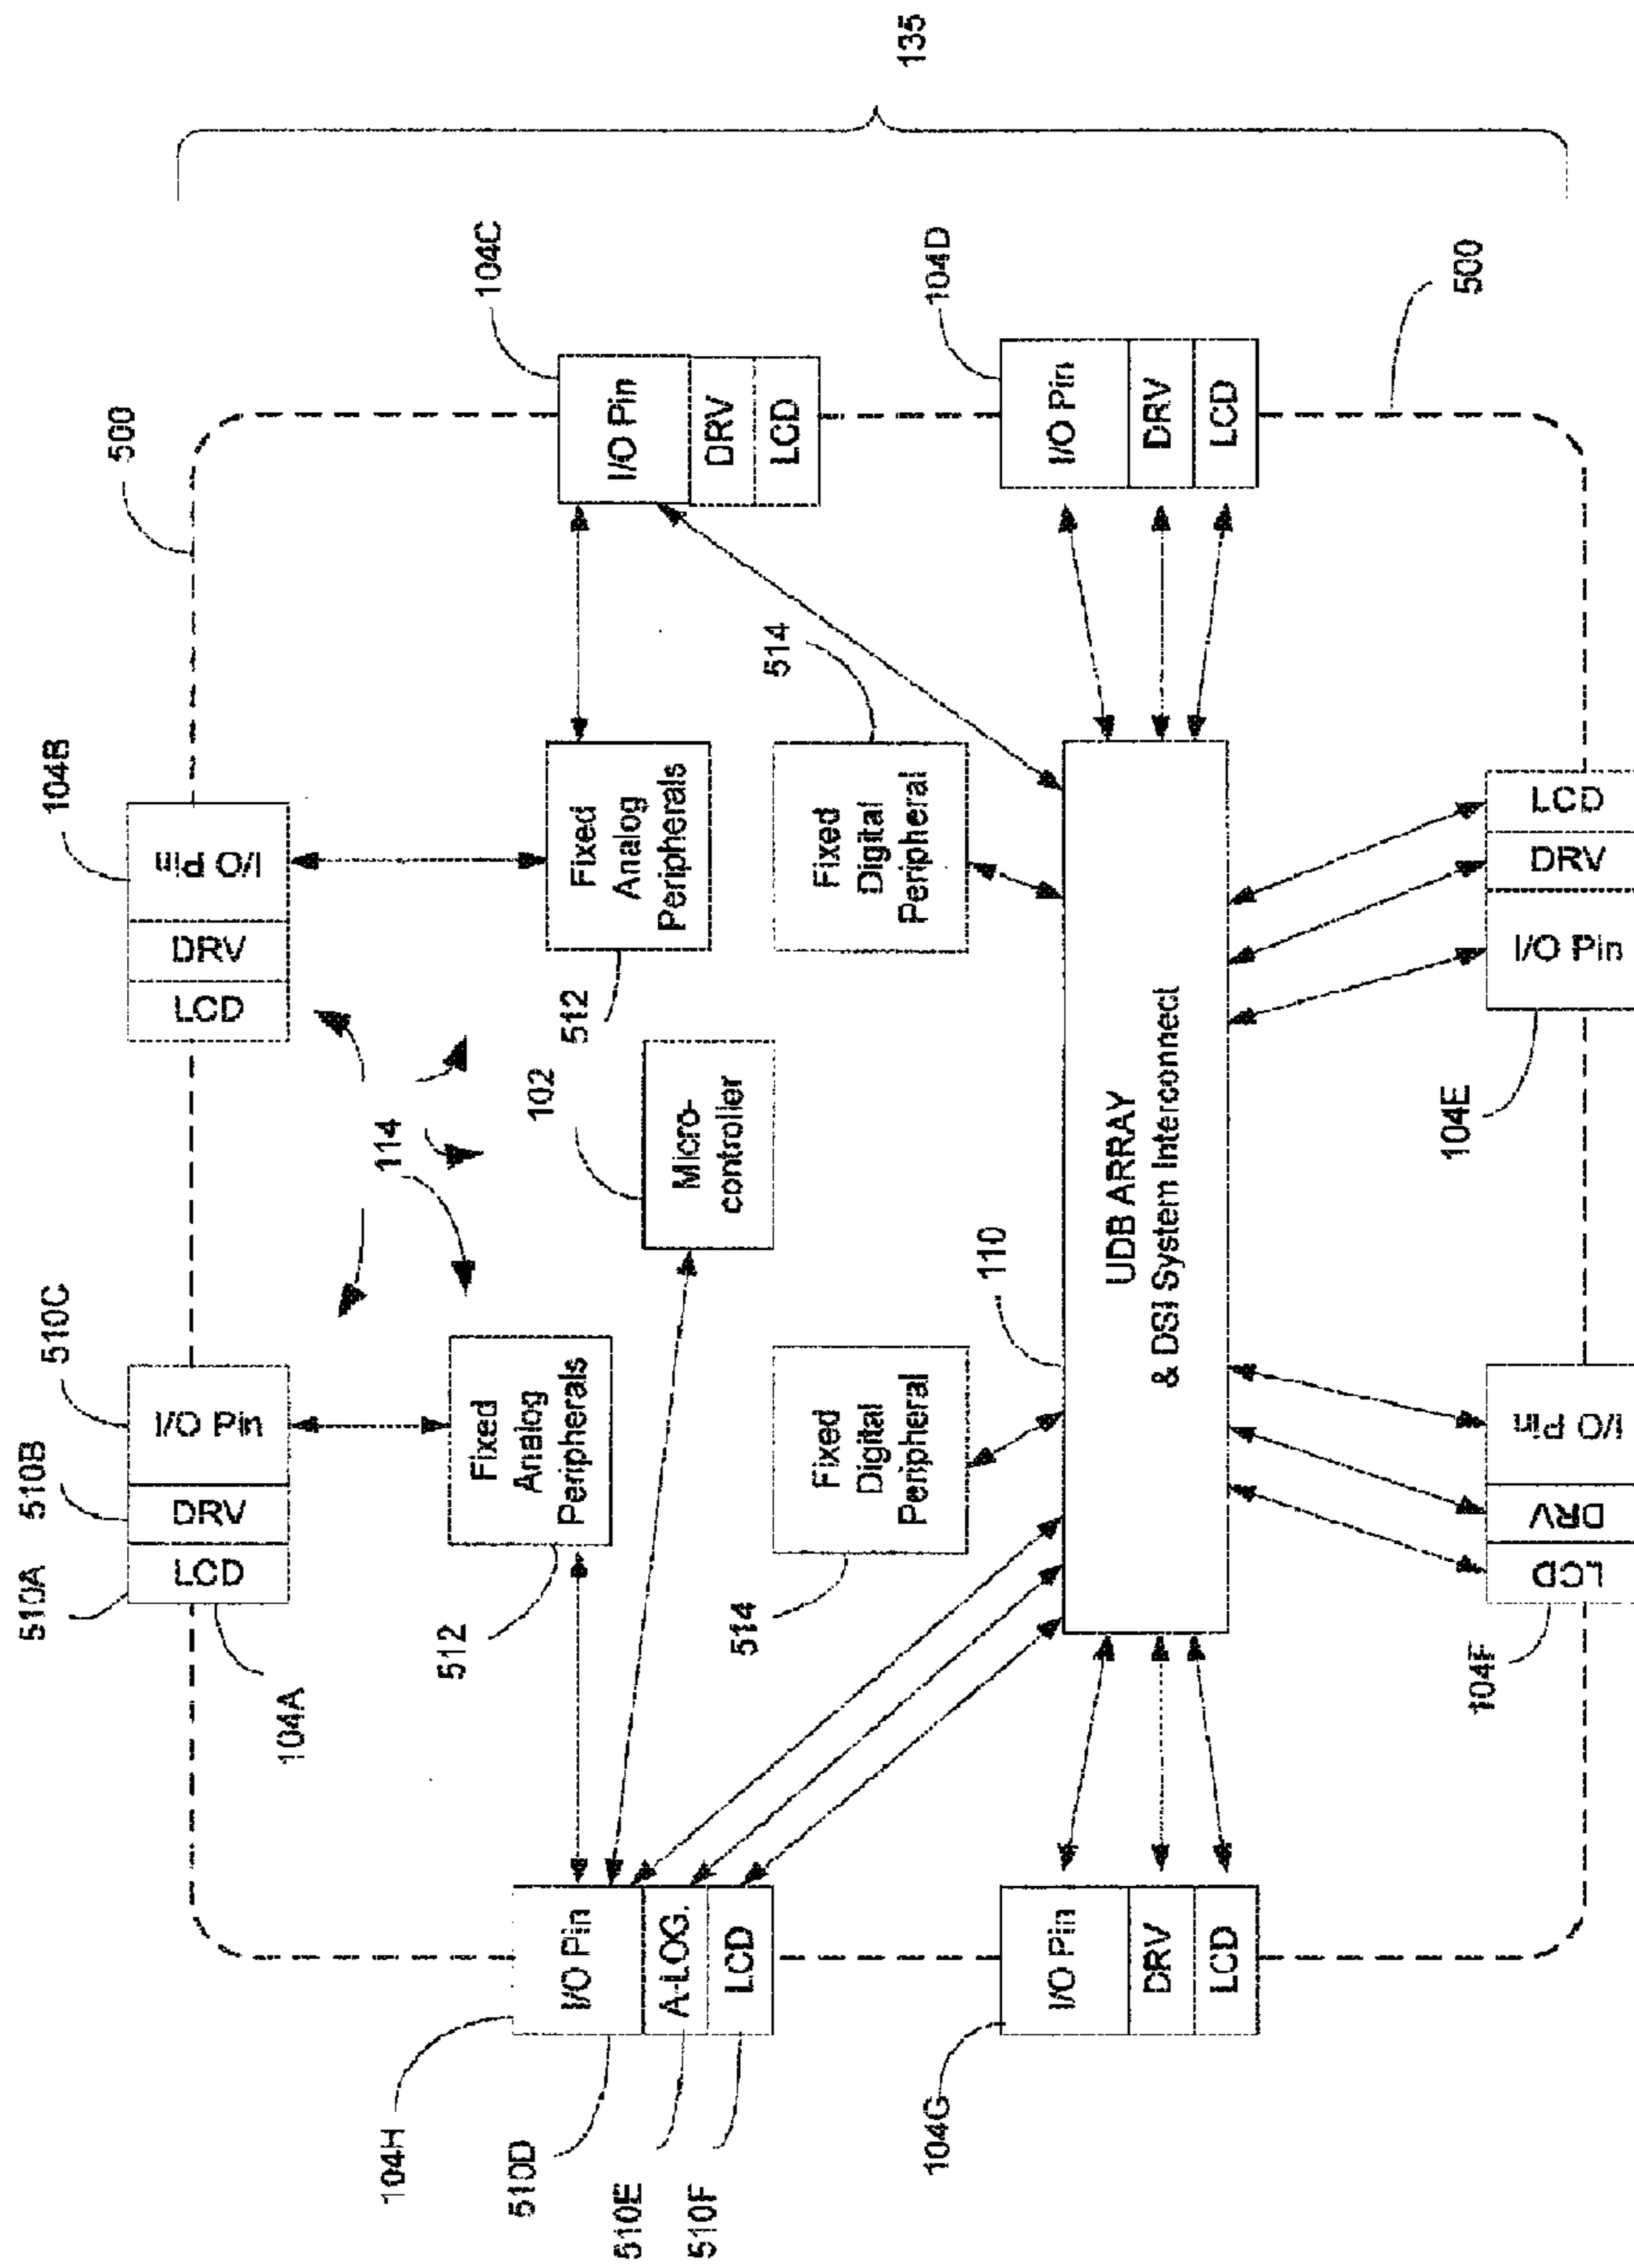 510A
510B
510C
LCD
DRV
I/O Pin
104A
104B
LCD
DRV
I/O Pin
500
114
104H
510D
510E
510F
I/O Pin
A-LOG.
LCD
512
Fixed
Analog
Peripherals
102
Micro-
controller
512
Fixed
Analog
Peripherals
104C
I/O Pin
DRV
LCD
514
Fixed
Digital
Peripheral
514
Fixed
Digital
Peripheral
110
UDB ARRAY
& DSI System Interconnect
104G
I/O Pin
DRV
LCD
104D
I/O Pin
DRV
LCD
500
104F
LCD
DRV
I/O Pin
104E
I/O Pin
DRV
LCD
135